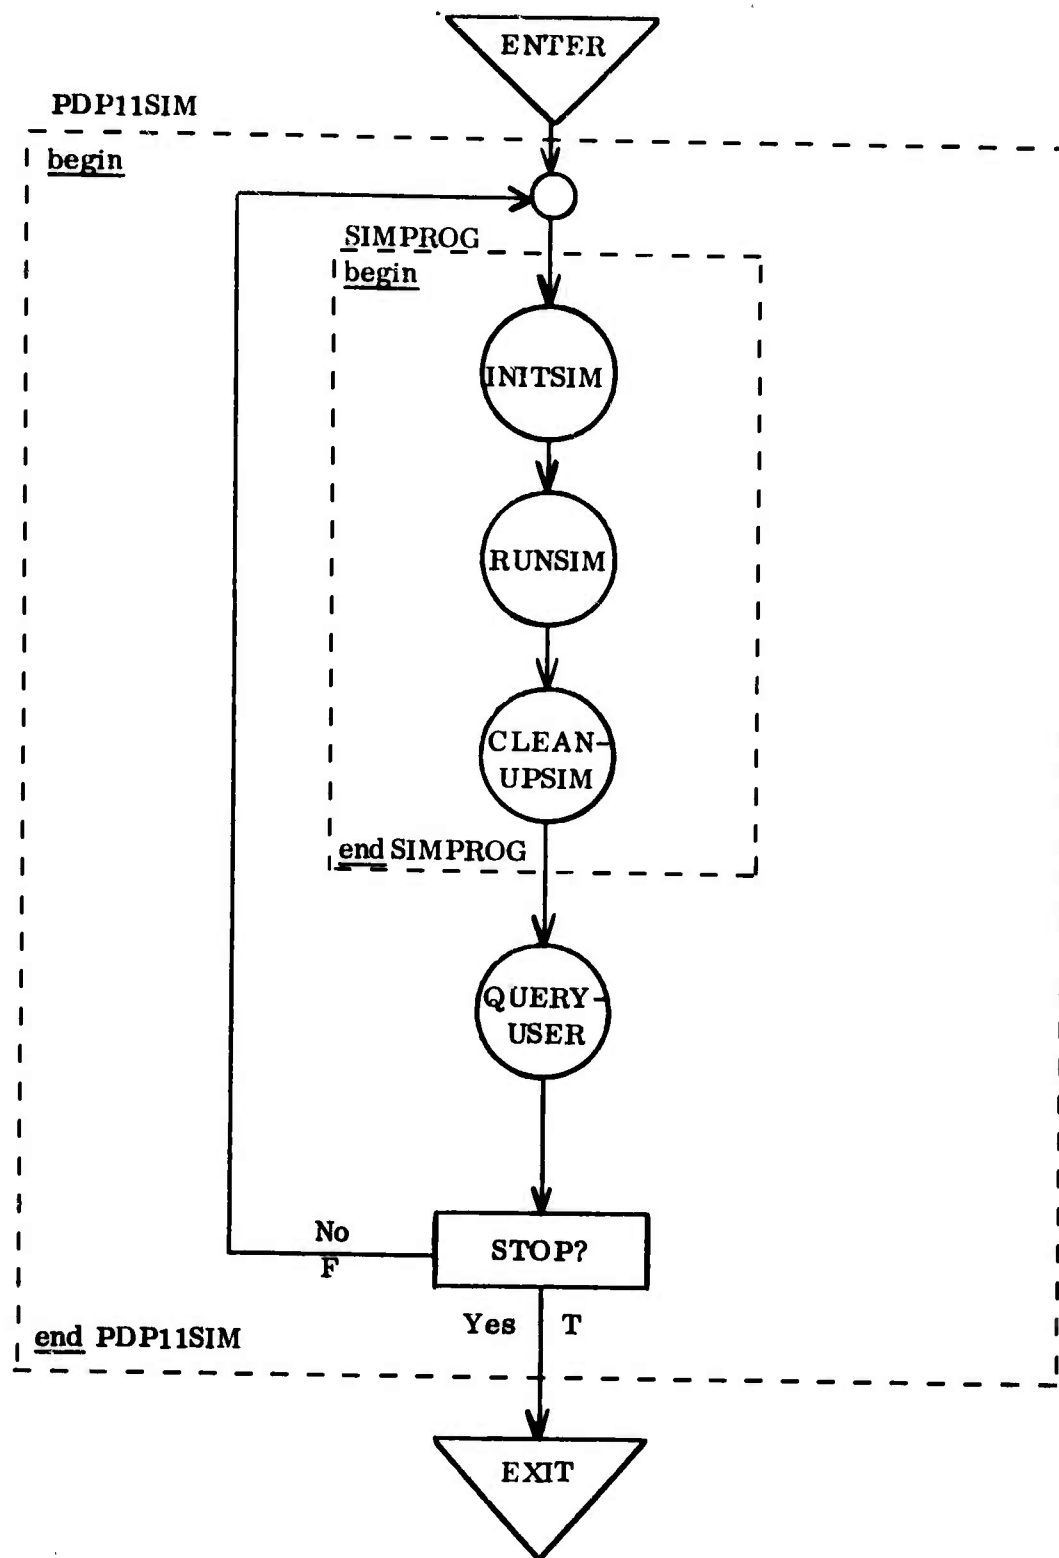 ENTER
PDP11SIM
begin
SIMPROG
begin
INITSIM
RUNSIM
CLEAN-
UPSIM
end SIMPROG
QUERY-
USER
No
F
STOP?
Yes T
end PDP11SIM
EXIT